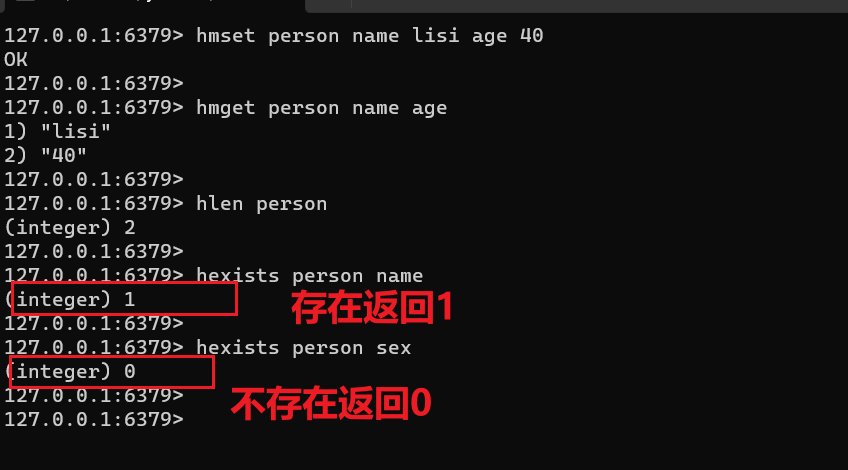 127.0.0.1:6379> hmset person name lisi age 40
OK
127.0.0.1:6379>
127.0.0.1:6379> hmget person name age
1) "lisi"
2) "40"
127.0.0.1:6379>
127.0.0.1:6379> hlen person
(integer) 2
127.0.0.1:6379>
127.0.0.1:6379> hexists person name
(integer) 1
存在返回1
127.0.0.1:6379>
127.0.0.1:6379> hexists person sex
(integer) 0
127.0.0.1:6379>
不存在返回0
127.0.0.1:6379>